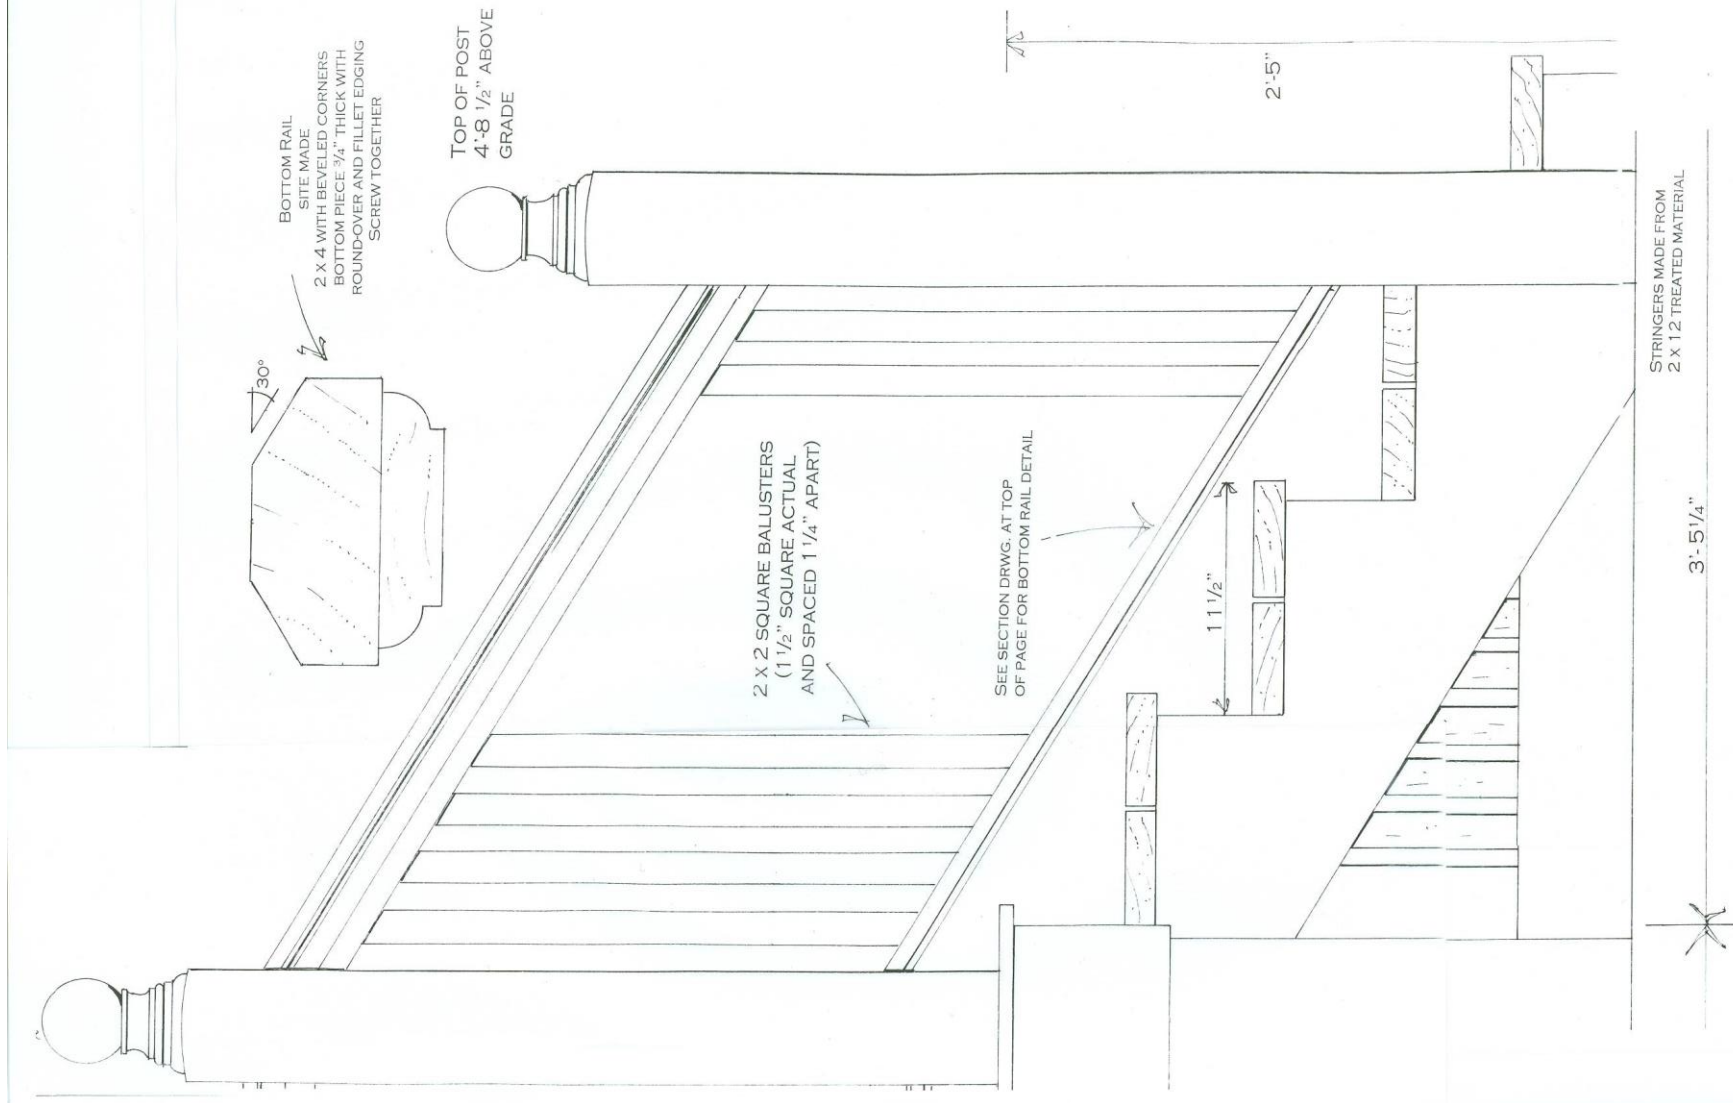 BOTTOM RAIL
SITE MADE
2 X 4 WITH BEVELED CORNERS
BOTTOM PIECE 3/4" THICK WITH
ROUND-OVER AND FILLET EDGING
SCREW TOGETHER
TOP OF POST
4'-8 1/2" ABOVE
GRADE
30°
2'-5"
2 X 2 SQUARE BALUSTERS
(1 1/2" SQUARE ACTUAL
AND SPACED 1 1/4" APART)
SEE SECTION DRWG. AT TOP
OF PAGE FOR BOTTOM RAIL DETAIL
11 1/2"
STRINGERS MADE FROM
2 X 12 TREATED MATERIAL
3'-5 1/4"